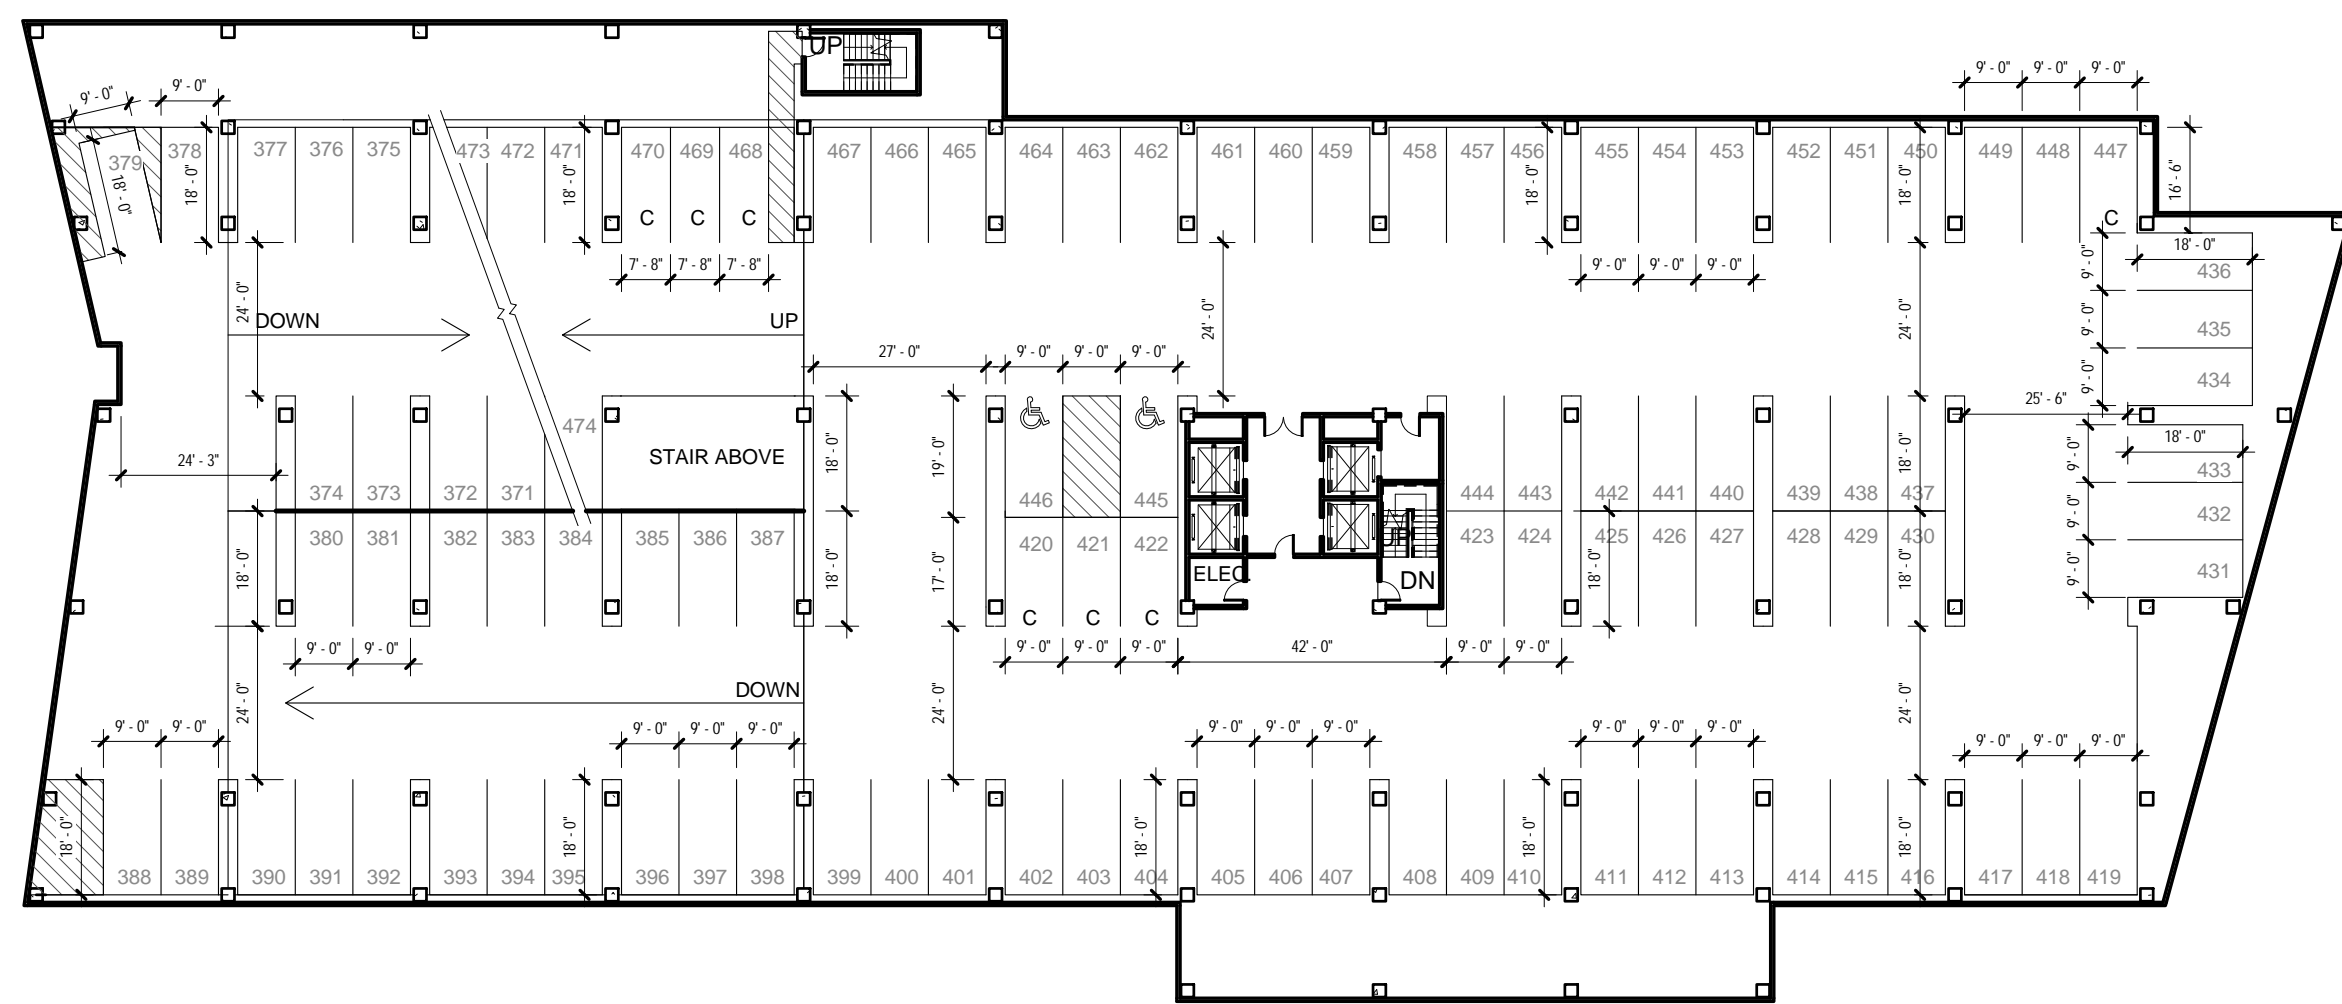 UP
9' - 0" 9' - 0" 9' - 0"
9' - 0" 9' - 0"
379 378 377 376 375 473 472 471 470 469 468 467 466 465 464 463 462 461 460 459 458 457 456 455 454 453 452 451 450 449 448 447
18' - 0" 18' - 0" 18' - 0" 18' - 0" 18' - 0" 16' - 6"
C C C C
7' - 8" 7' - 8" 7' - 8" 9' - 0" 9' - 0" 9' - 0"
18' - 0"
9' - 0" 436
24' - 0" 24' - 0" 24' - 0"
DOWN UP
9' - 0" 435
27' - 0" 9' - 0" 9' - 0" 9' - 0"
9' - 0" 434
25' - 6"
474
STAIR ABOVE
24' - 3" 18' - 0" 19' - 0" 18' - 0"
18' - 0"
9' - 0" 433
374 373 372 371 446 445 444 443 442 441 440 439 438 437
9' - 0" 432
380 381 382 383 384 385 386 387 420 421 422 UP 423 424 425 426 427 428 429 430
18' - 0" 18' - 0" 17' - 0" 18' - 0" 18' - 0"
9' - 0" 431
ELEC. DN
C C C
9' - 0" 9' - 0" 9' - 0" 9' - 0" 9' - 0" 42' - 0" 9' - 0" 9' - 0"
DOWN
24' - 0" 24' - 0" 24' - 0"
9' - 0" 9' - 0" 9' - 0" 9' - 0" 9' - 0" 9' - 0" 9' - 0" 9' - 0" 9' - 0" 9' - 0" 9' - 0" 9' - 0" 9' - 0" 9' - 0"
18' - 0" 18' - 0" 18' - 0" 18' - 0" 18' - 0"
388 389 390 391 392 393 394 395 396 397 398 399 400 401 402 403 404 405 406 407 408 409 410 411 412 413 414 415 416 417 418 419